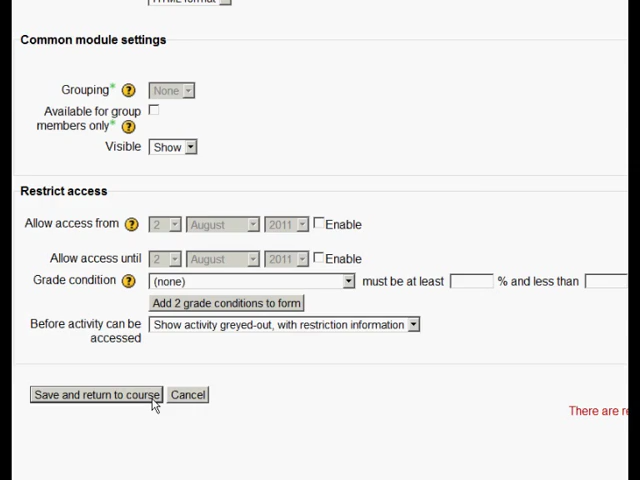 HTML format
Common module settings
Grouping* ? None
Available for group
members only* ?
Visible Show
Restrict access
Allow access from ? 2 August 2011 Enable
Allow access until 2 August 2011 Enable
Grade condition ? (none) must be at least % and less than
Add 2 grade conditions to form
Before activity can be Show activity greyed-out, with restriction information
accessed
Save and return to course Cancel
There are re